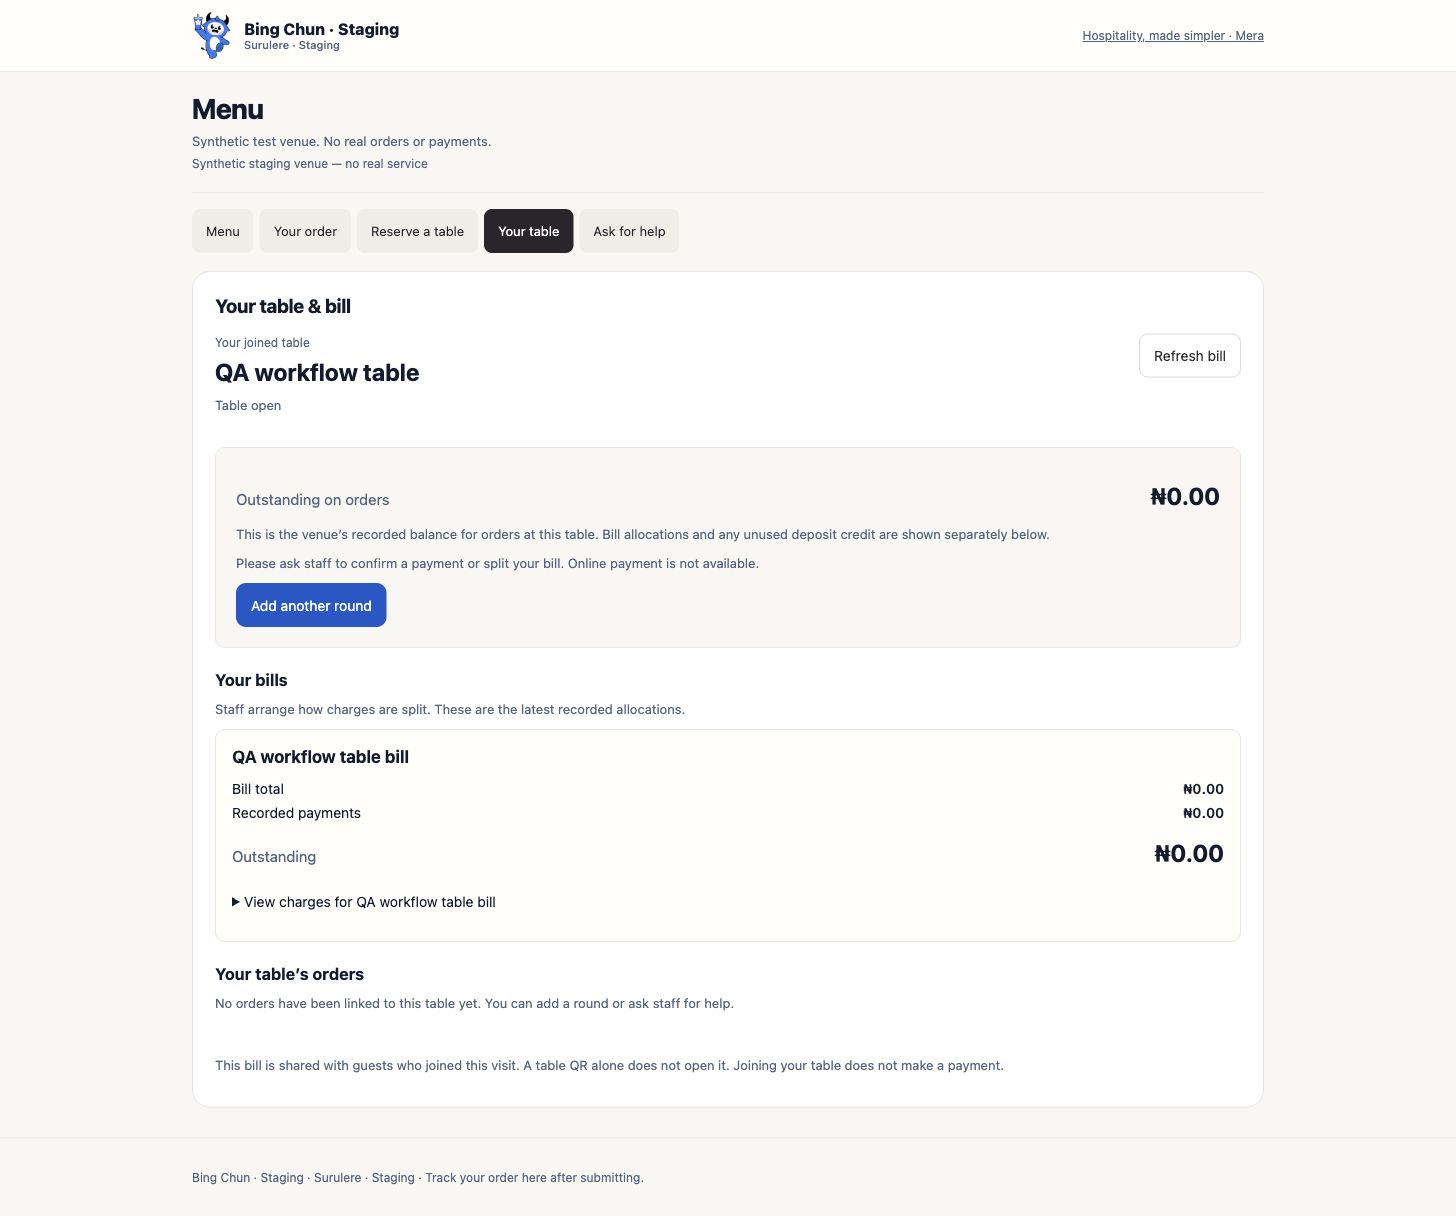 Bing Chun · Staging
Surulere · Staging
Hospitality, made simpler · Mera
Menu
Synthetic test venue. No real orders or payments.
Synthetic staging venue — no real service
Menu
Your order
Reserve a table
Your table
Ask for help
Your table & bill
Your joined table
QA workflow table
Table open
Refresh bill
Outstanding on orders
₦0.00
This is the venue’s recorded balance for orders at this table. Bill allocations and any unused deposit credit are shown separately below.
Please ask staff to confirm a payment or split your bill. Online payment is not available.
Add another round
Your bills
Staff arrange how charges are split. These are the latest recorded allocations.
QA workflow table bill
Bill total ₦0.00
Recorded payments ₦0.00
Outstanding ₦0.00
View charges for QA workflow table bill
Your table’s orders
No orders have been linked to this table yet. You can add a round or ask staff for help.
This bill is shared with guests who joined this visit. A table QR alone does not open it. Joining your table does not make a payment.
Bing Chun · Staging · Surulere · Staging · Track your order here after submitting.